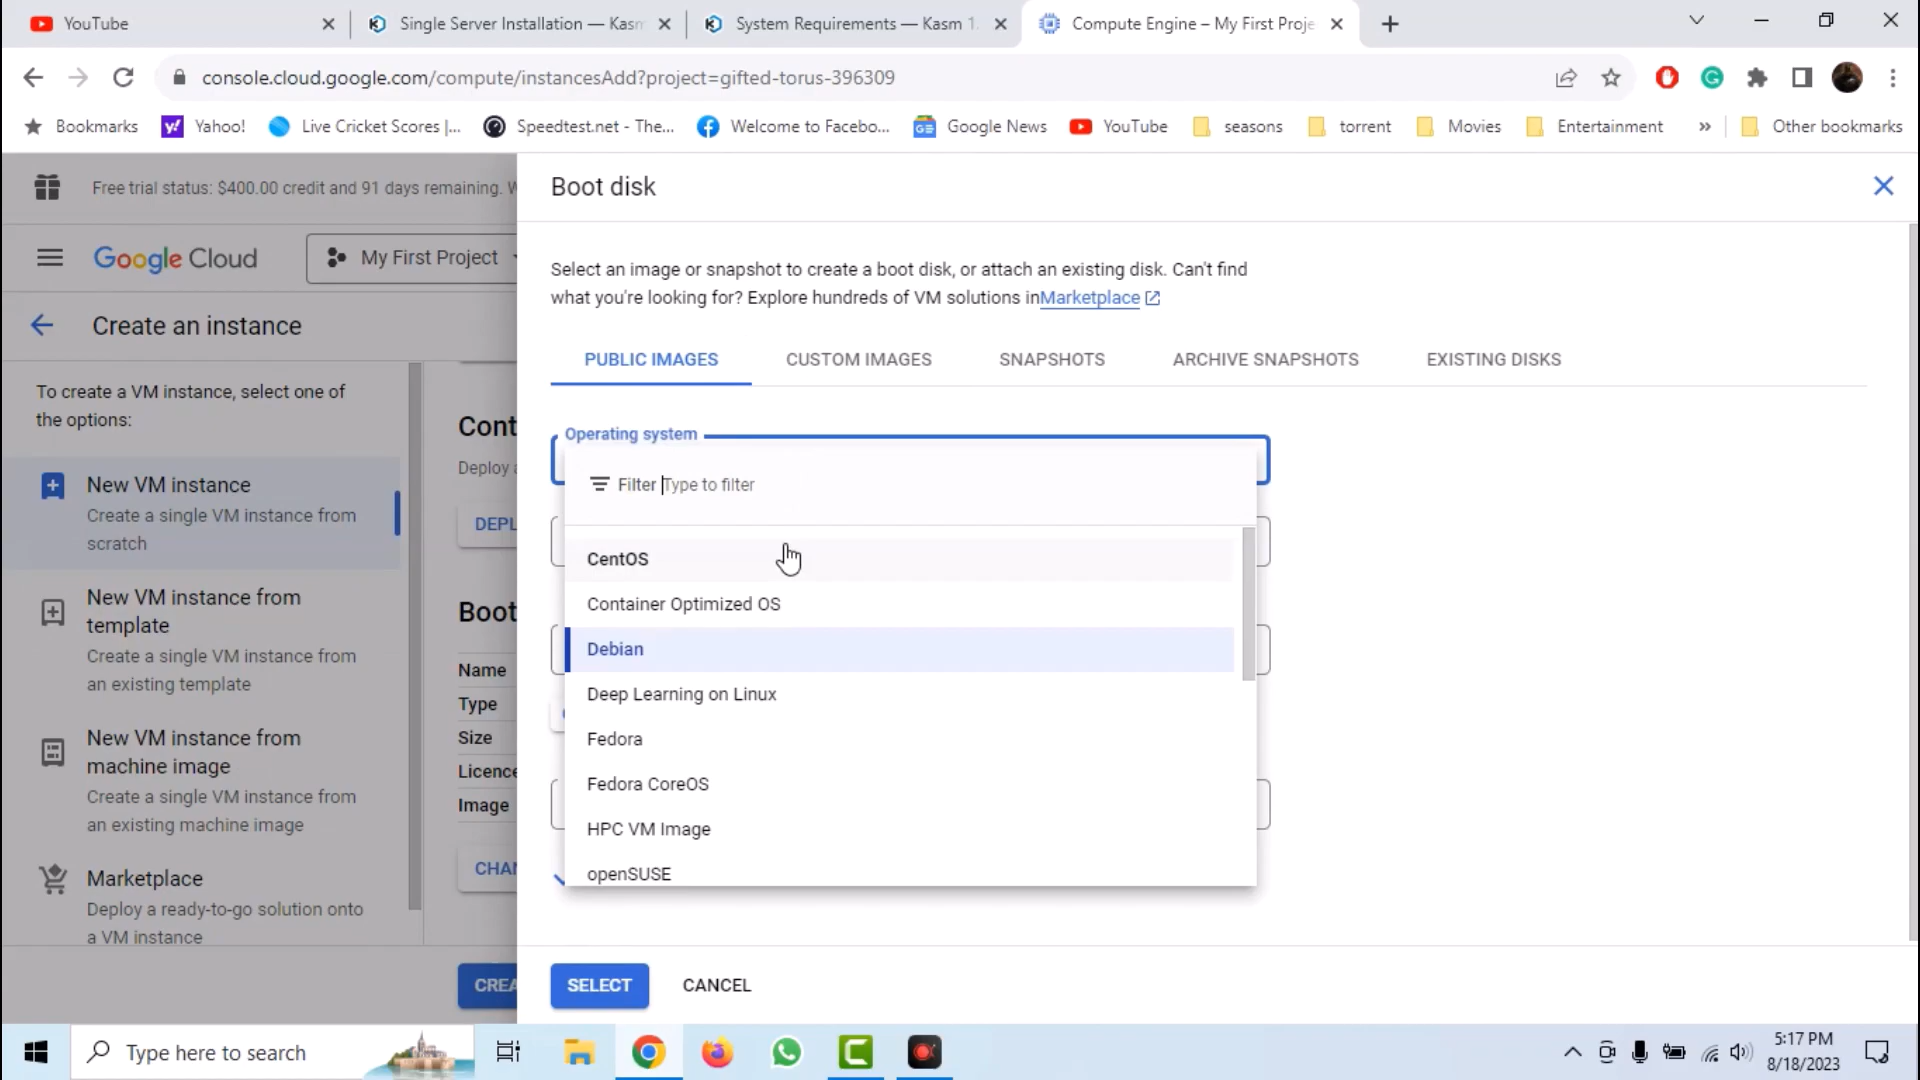 YouTube
Single Server Installation — Kasm
System Requirements — Kasm 1.
Compute Engine – My First Proje
console.cloud.google.com/compute/instancesAdd?project=gifted-torus-396309
Bookmarks
Yahoo!
Live Cricket Scores |...
Speedtest.net - The...
Welcome to Facebo...
Google News
YouTube
seasons
torrent
Movies
Entertainment
»
Other bookmarks
Free trial status: $400.00 credit and 91 days remaining. W
Google Cloud
My First Project
Create an instance
To create a VM instance, select one of
the options:
New VM instance
Create a single VM instance from
scratch
New VM instance from
template
Create a single VM instance from
an existing template
New VM instance from
machine image
Create a single VM instance from
an existing machine image
Marketplace
Deploy a ready-to-go solution onto
a VM instance
Cont
Deploy a
DEPL
Boot
Name
Type
Size
Licence
Image
CHAN
CREA
Boot disk
Select an image or snapshot to create a boot disk, or attach an existing disk. Can't find
what you're looking for? Explore hundreds of VM solutions inMarketplace
PUBLIC IMAGES
CUSTOM IMAGES
SNAPSHOTS
ARCHIVE SNAPSHOTS
EXISTING DISKS
Operating system
Filter Type to filter
CentOS
Container Optimized OS
Debian
Deep Learning on Linux
Fedora
Fedora CoreOS
HPC VM Image
openSUSE
SELECT
CANCEL
Type here to search
5:17 PM
8/18/2023